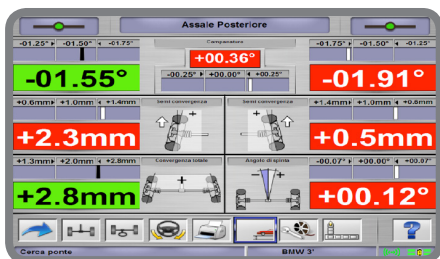 Assale Posteriore
-01.25° -01.50° -01.75°
Campanatura
-01.75° -01.50° -01.25°
+00.36°
-01.55°
-00.25° +00.00° +00.25°
-01.91°
+0.6mm +1.0mm +1.4mm
Semi convergenza
Semi convergenza
+1.4mm +1.0mm +0.6mm
+2.3mm
+0.5mm
+1.3mm +2.0mm +2.8mm
Convergenza totale
Angolo di spinta
-00.07° +00.00° +00.07°
+2.8mm
+00.12°
Cerca ponte
BMW 3'